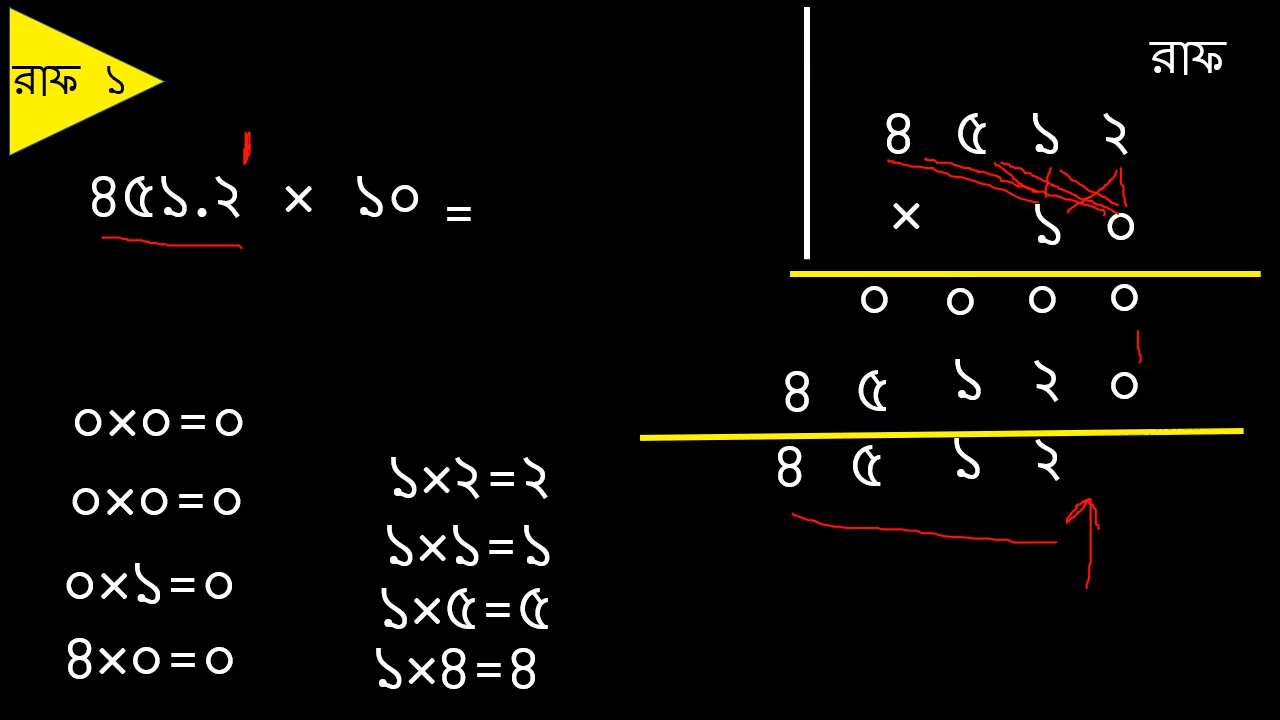 রাফ ১
রাফ
৪৫১.২ × ১০ =
৪ ৫ ১ ২
× ১ ০
০ ০ ০ ০
৪ ৫ ১ ২ ০
৪ ৫ ১ ২
০×০=০
০×০=০
০×১=০
৪×০=০
১×২=২
১×১=১
১×৫=৫
১×৪=৪